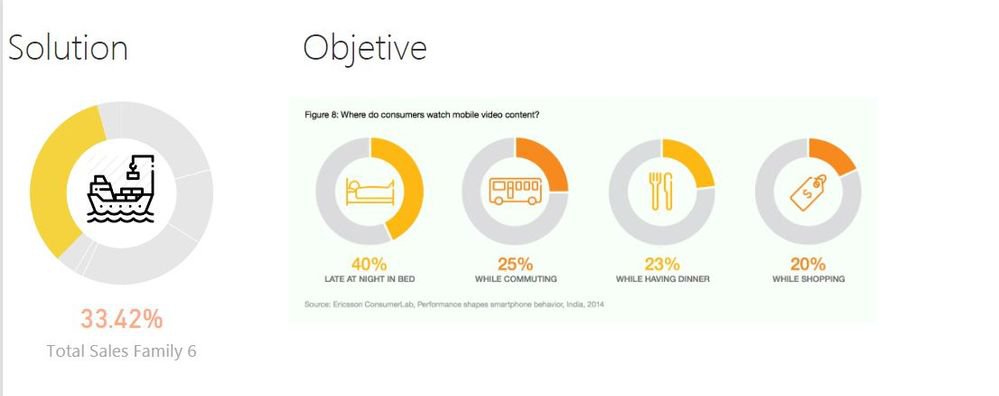 Solution
Objetive
Figure 8: Where do consumers watch mobile video content?
S
40%
25%
23%
20%
LATE AT NIGHT IN BED
WHILE COMMUTING
WHILE HAVING DINNER
WHILE SHOPPING
Source: Ericsson ConsumerLab, Performance shapes smartphone behavior, India, 2014
33.42%
Total Sales Family 6